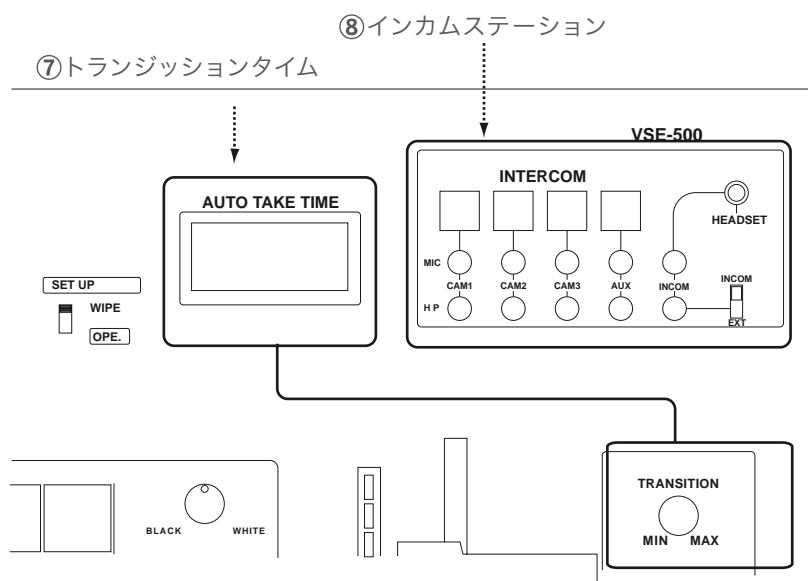 ⑧インカムステーション
⑦トランジッションタイム
VSE-500
INTERCOM
AUTO TAKE TIME
HEADSET
MIC
CAM1 CAM2 CAM3 AUX INCOM
INCOM
SET UP
WIPE
H P
EXT
OPE.
TRANSITION
BLACK WHITE
MIN MAX